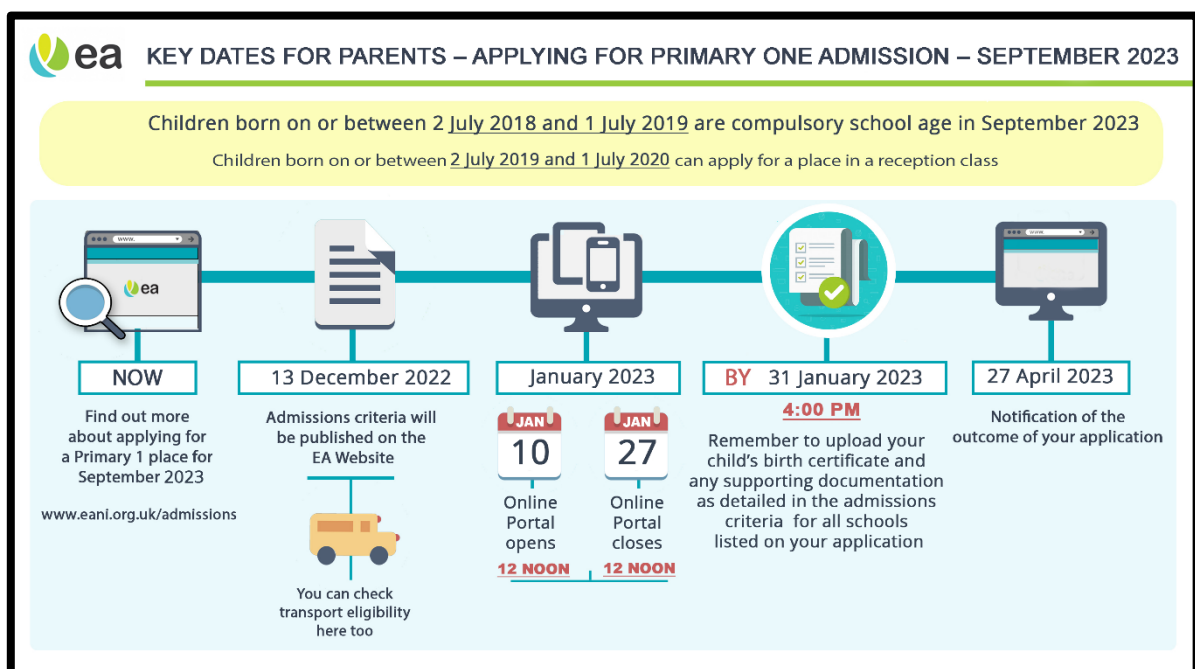 ea
KEY DATES FOR PARENTS – APPLYING FOR PRIMARY ONE ADMISSION – SEPTEMBER 2023
Children born on or between 2 July 2018 and 1 July 2019 are compulsory school age in September 2023
Children born on or between 2 July 2019 and 1 July 2020 can apply for a place in a reception class
www.
ea
www.
NOW
Find out more
about applying for
a Primary 1 place for
September 2023
www.eani.org.uk/admissions
13 December 2022
Admissions criteria will
be published on the
EA Website
You can check
transport eligibility
here too
January 2023
JAN
10
Online
Portal
opens
12 NOON
JAN
27
Online
Portal
closes
12 NOON
BY 31 January 2023
4:00 PM
Remember to upload your
child's birth certificate and
any supporting documentation
as detailed in the admissions
criteria for all schools
listed on your application
27 April 2023
Notification of the
outcome of your application